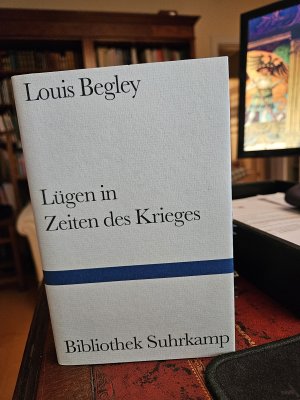 Louis Begley
Lügen in
Zeiten des Krieges
Bibliothek Suhrkamp